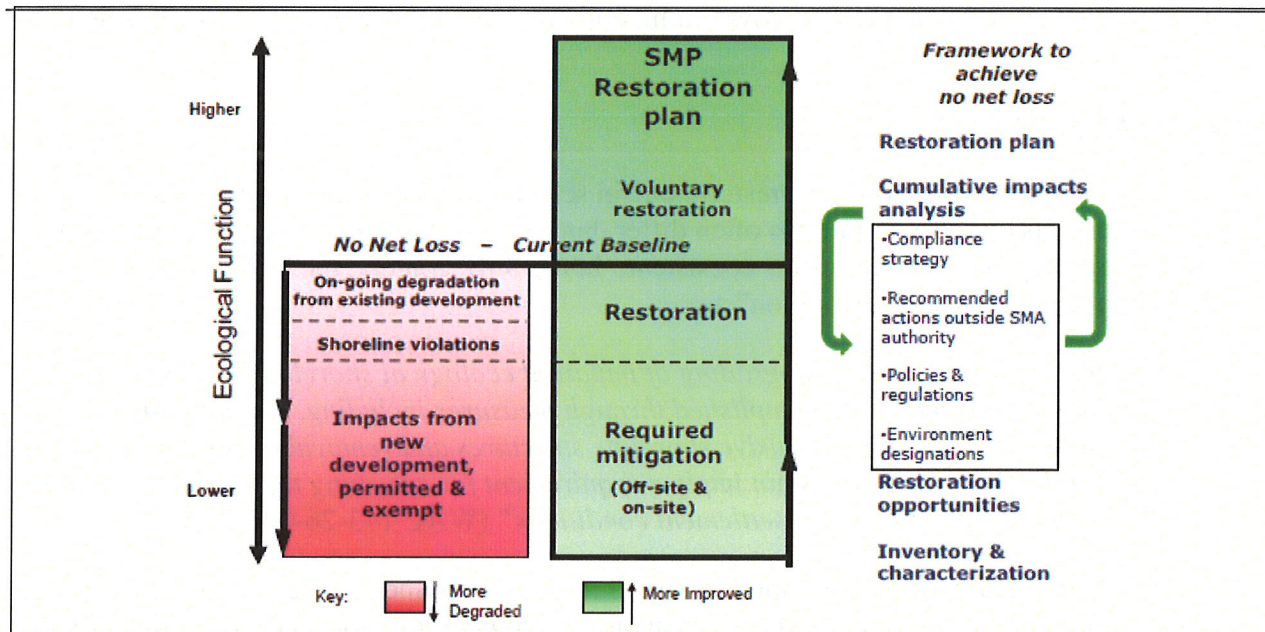 Higher
Ecological Function
Lower
SMP
Restoration
plan
Voluntary
restoration
No Net Loss – Current Baseline
On-going degradation
from existing development
Shoreline violations
Impacts from
new
development,
permitted &
exempt
Restoration
Required
mitigation
(Off-site &
on-site)
Framework to
achieve
no net loss
Restoration plan
Cumulative impacts
analysis
•Compliance
strategy
•Recommended
actions outside SMA
authority
•Policies &
regulations
•Environment
designations
Restoration
opportunities
Inventory &
characterization
Key:
More
Degraded
More Improved